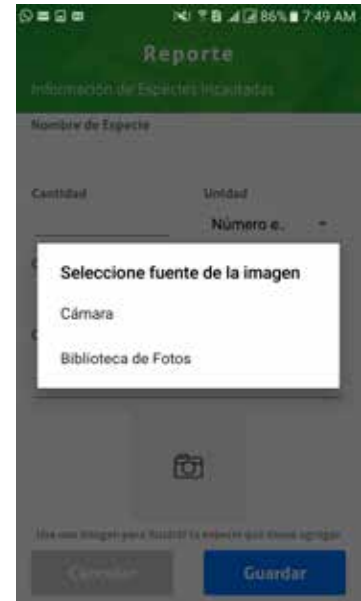 86% 7:49 AM
Reporte
Información de Especies Incautadas
Nombre de Especie
Cantidad
Unidad
Número e..
Seleccione fuente de la imagen
Cámara
Biblioteca de Fotos
Use una imagen para ilustrar la especie que desea agregar
Cancelar
Guardar